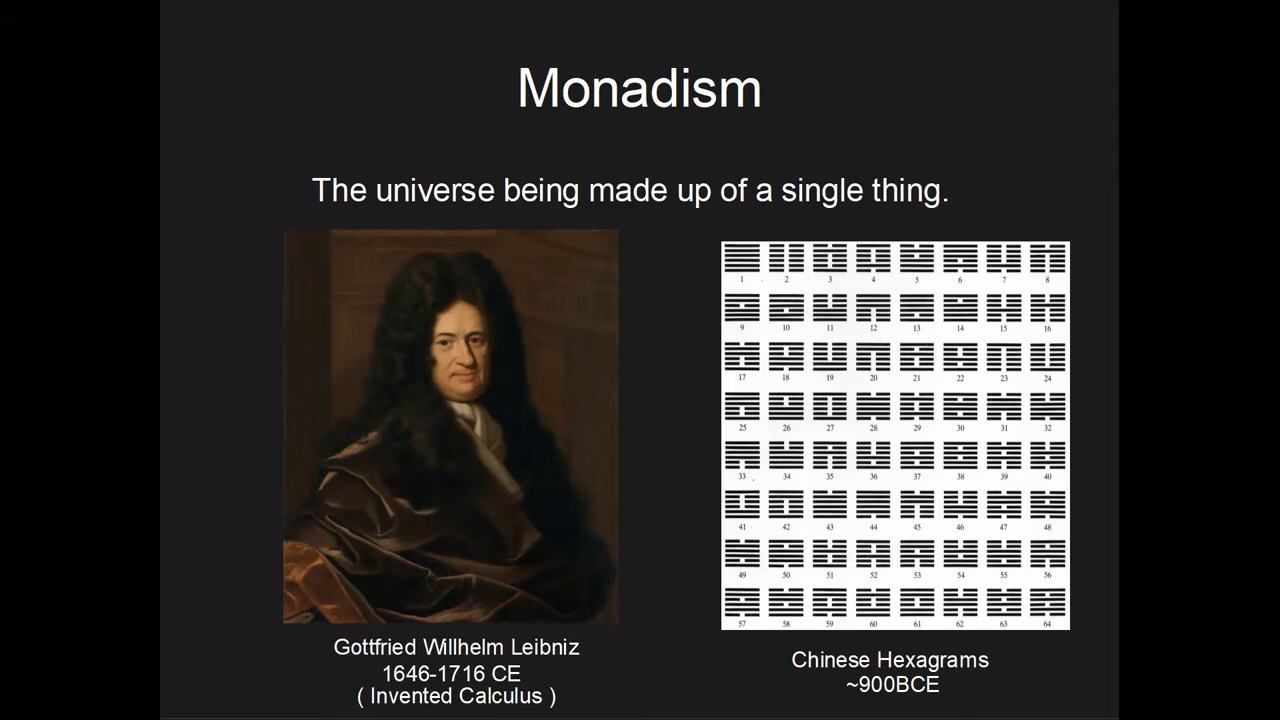 Monadism
The universe being made up of a single thing.
1 2 3 4 5 6 7 8
9 10 11 12 13 14 15 16
17 18 19 20 21 22 23 24
25 26 27 28 29 30 31 32
33 34 35 36 37 38 39 40
41 42 43 44 45 46 47 48
49 50 51 52 53 54 55 56
57 58 59 60 61 62 63 64
Gottfried Willhelm Leibniz
1646-1716 CE
( Invented Calculus )
Chinese Hexagrams
~900BCE